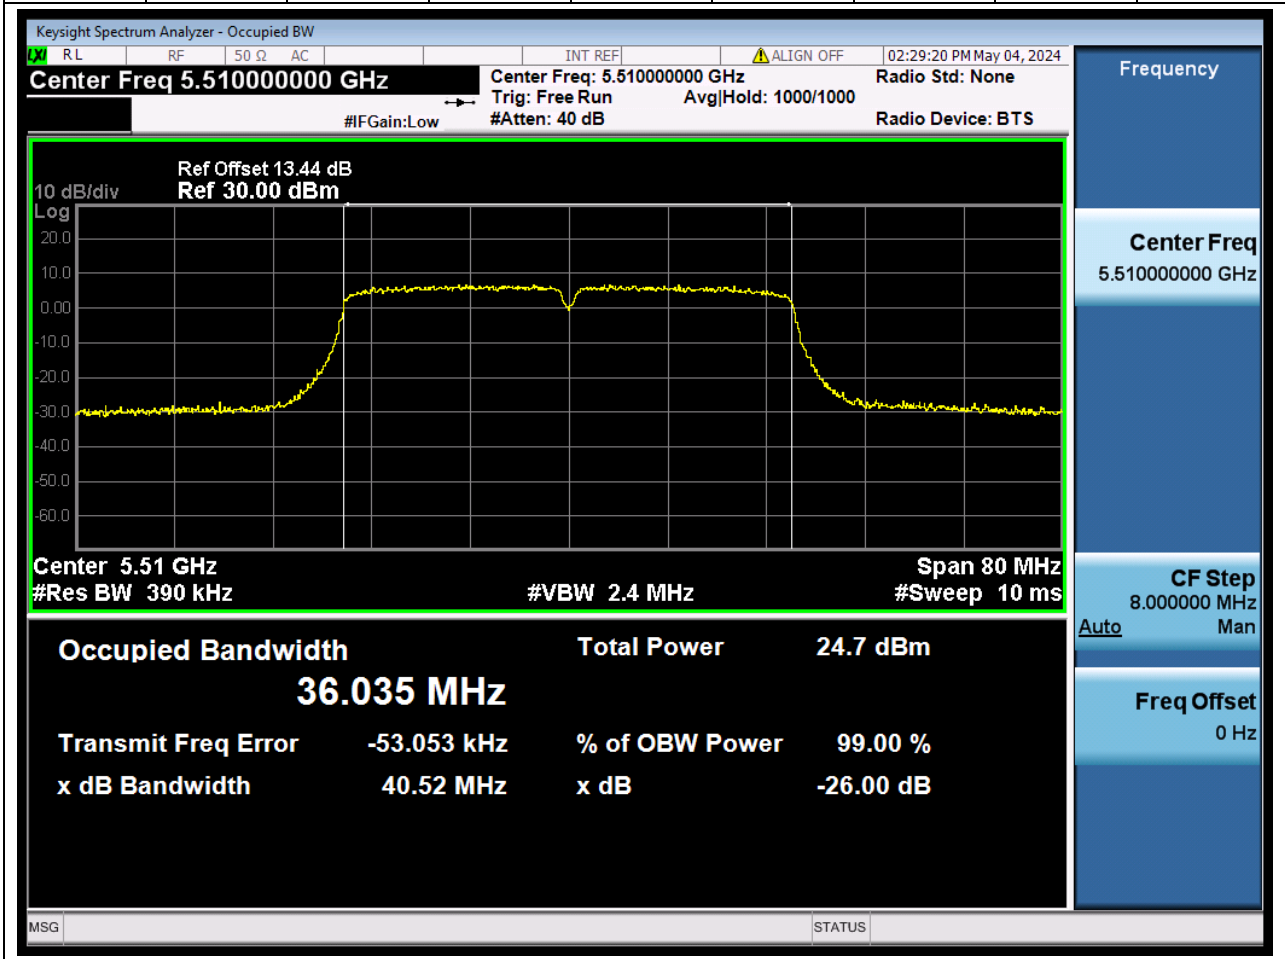 Keysight Spectrum Analyzer - Occupied BW
LXI RL RF 50 Ω AC INT REF ALIGN OFF 02:29:20 PM May 04, 2024
Center Freq 5.510000000 GHz
Center Freq: 5.510000000 GHz
Radio Std: None
Trig: Free Run Avg|Hold: 1000/1000
#IFGain:Low
#Atten: 40 dB
Radio Device: BTS
Ref Offset 13.44 dB
10 dB/div Ref 30.00 dBm
Log
20.0
10.0
0.00
-10.0
-20.0
-30.0
-40.0
-50.0
-60.0
Center 5.51 GHz Span 80 MHz
#Res BW 390 kHz #VBW 2.4 MHz #Sweep 10 ms
Occupied Bandwidth Total Power 24.7 dBm
36.035 MHz
Transmit Freq Error -53.053 kHz % of OBW Power 99.00 %
x dB Bandwidth 40.52 MHz x dB -26.00 dB
MSG STATUS
Frequency
Center Freq
5.510000000 GHz
CF Step
8.000000 MHz
Auto Man
Freq Offset
0 Hz